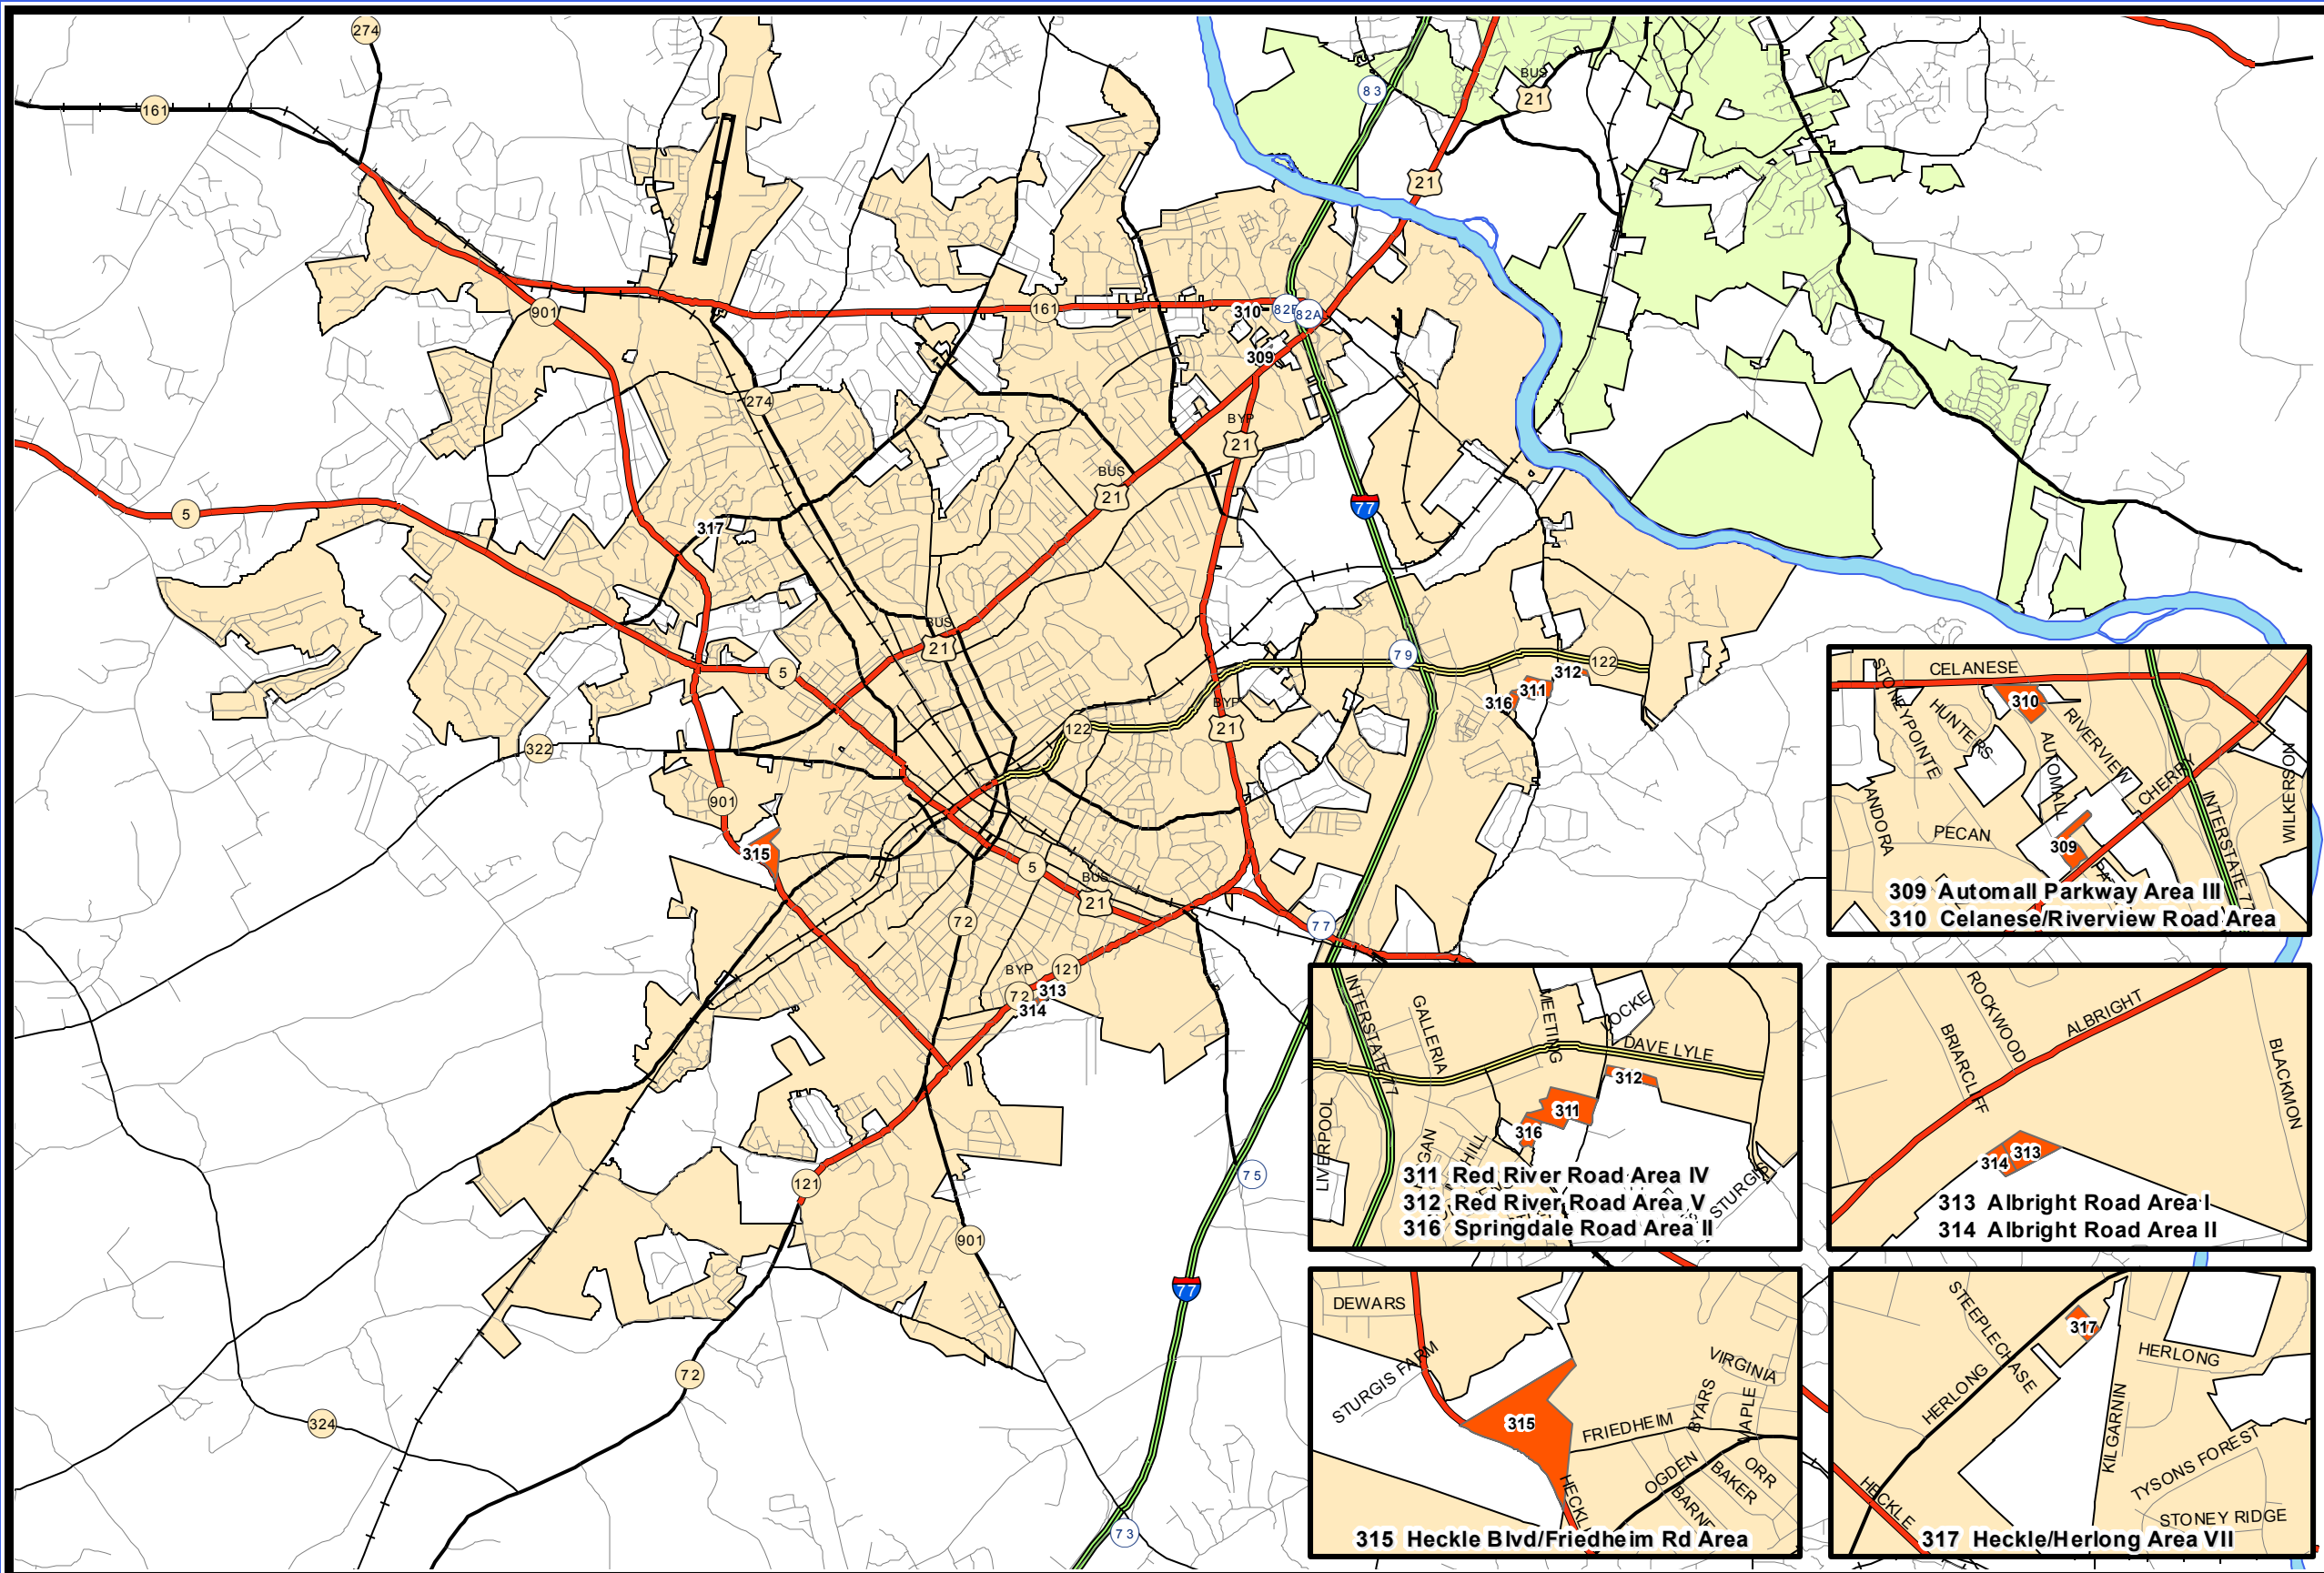 274
161
83
BUS
21
21
161
901
310
82A
309
274
BYP
21
BUS
21
77
5
317
BUS
21
79
122
312
311
316
5
BYP
21
122
322
901
315
5
BUS
21
72
77
BYP
121
72
313
314
121
75
901
77
72
324
73
CELANESE
STONEYPOINTE
HUNTERS
310
RIVERVIEW
AUTOMALL
CHERRY
WILKERSON
ANDORA
PECAN
INTERSTATE 77
309
309 Automall Parkway Area III
310 Celanese/Riverview Road Area
INTERSTATE 77
GALLERIA
MEETING
LOCKE
DAVE LYLE
312
311
316
LIVERPOOL
HILL
STURGIS
311 Red River Road Area IV
312 Red River Road Area V
316 Springdale Road Area II
ROCKWOOD
BRIARCLIFF
ALBRIGHT
BLACKMON
314
313
313 Albright Road Area I
314 Albright Road Area II
DEWARS
STURGIS FARM
VIRGINIA
BYARS
MAPLE
315
FRIEDHEIM
OGDEN
ORR
BAKER
315 Heckle Blvd/Friedheim Rd Area
STEEPLECHASE
317
HERLONG
HERLONG
KILGARNIN
TYSONS FOREST
HECKLE
STONEY RIDGE
317 Heckle/Herlong Area VII